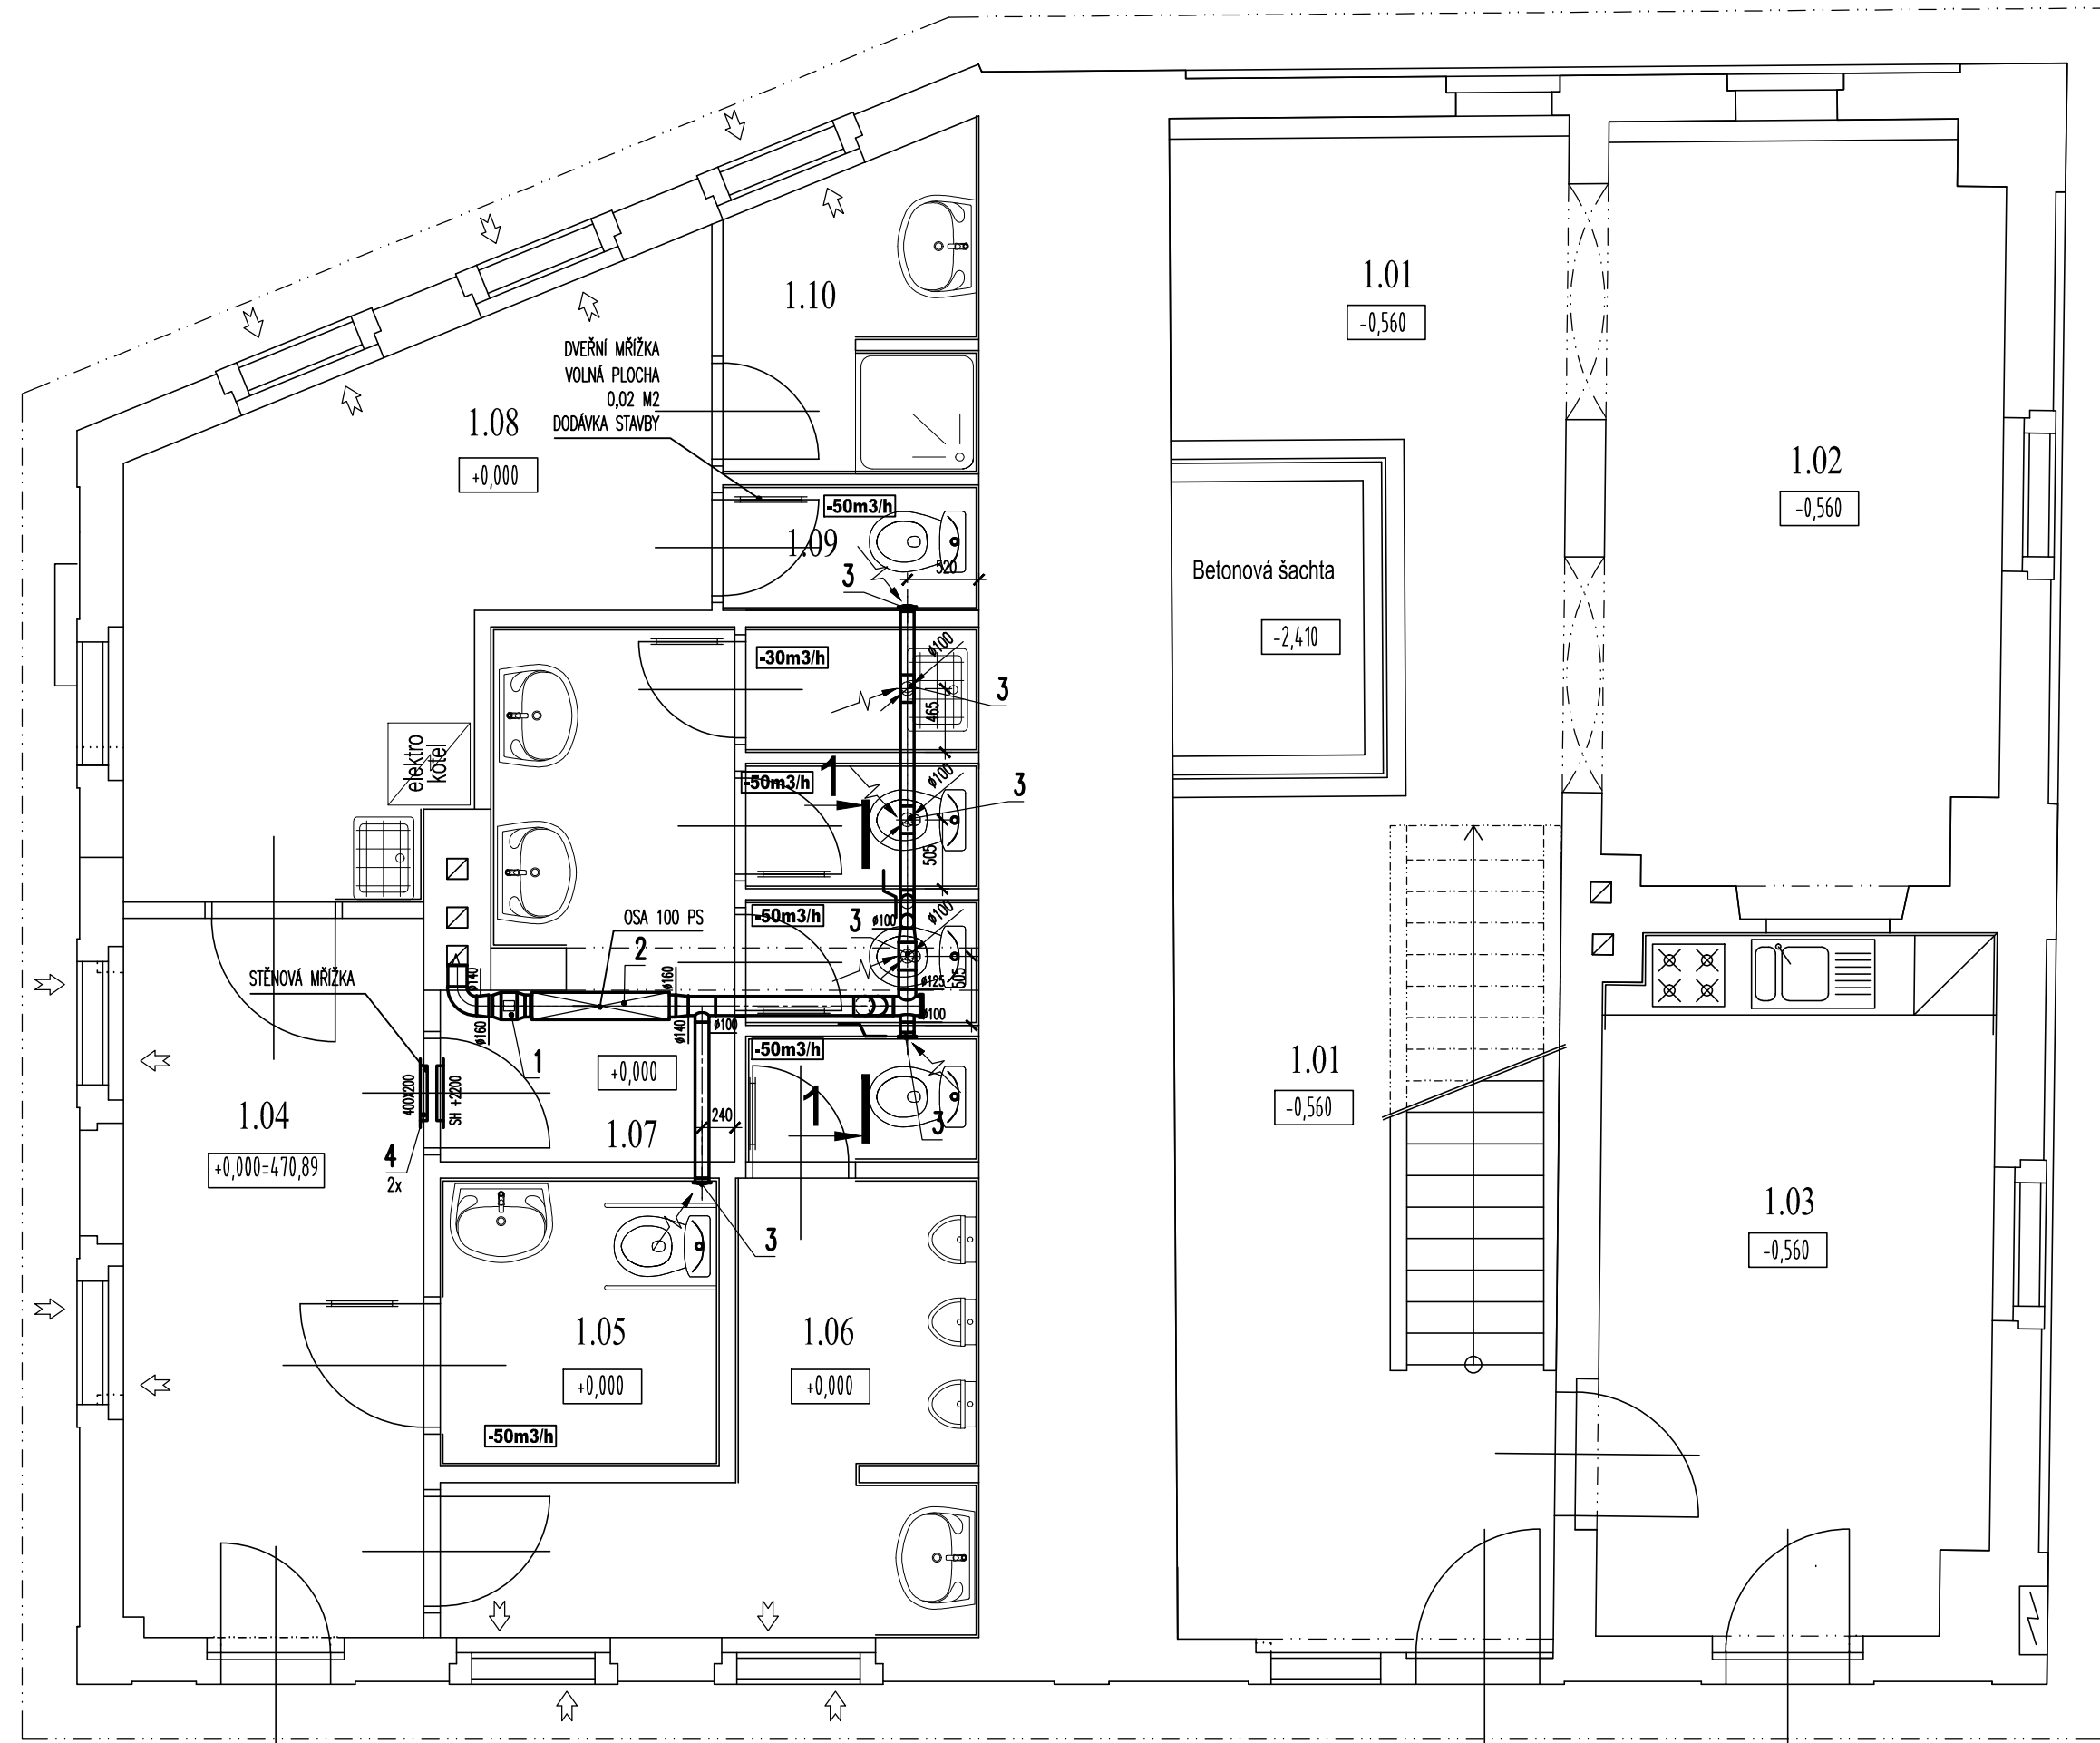 1.10
1.01
-0,560
DVEŘNÍ MŘÍŽKA
VOLNÁ PLOCHA
0,02 M2
DODÁVKA STAVBY
1.08
+0,000
1.02
-0,560
-50m3/h
1.09
520
3
Betonová šachta
-2,410
-30m3/h
ø100
3
465
elektro
kotel
-50m3/h
1
ø100
3
505
OSA 100 PS
2
-50m3/h
3
ø100
ø100
ø125
505
STĚNOVÁ MŘÍŽKA
ø140
ø160
ø160
ø140
ø100
ø100
1
+0,000
-50m3/h
1
3
400X200
SH +2200
1.04
+0,000=470,89
4
2x
1.07
240
3
1.01
-0,560
1.03
-0,560
1.05
+0,000
-50m3/h
1.06
+0,000